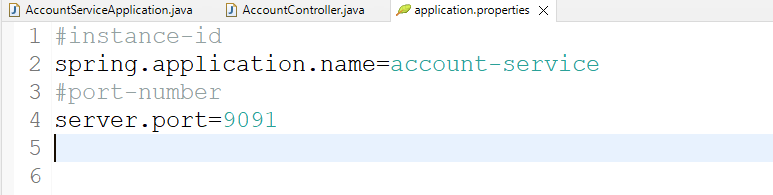 AccountServiceApplication.java AccountController.java application.properties
1 #instance-id
2 spring.application.name=account-service
3 #port-number
4 server.port=9091
5
6